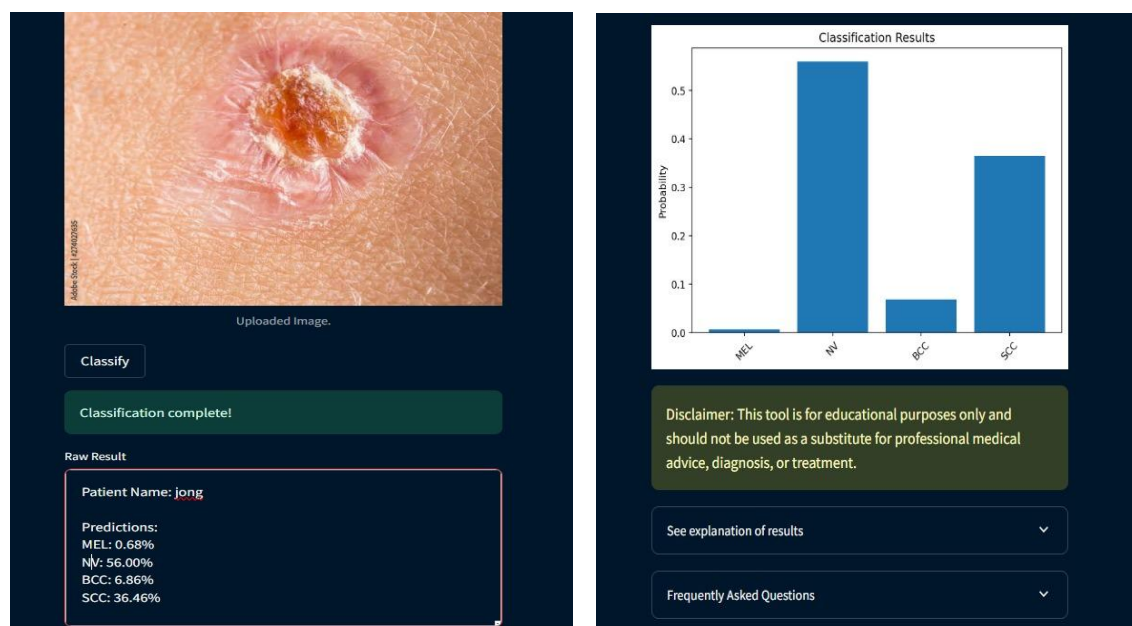 Adobe Stock | #274027635
Uploaded Image.
Classify
Classification complete!
Raw Result
Patient Name: jong
Predictions:
MEL: 0.68%
NV: 56.00%
BCC: 6.86%
SCC: 36.46%
Classification Results
Probability
0.5
0.4
0.3
0.2
0.1
0.0
MEL
NV
BCC
SCC
Disclaimer: This tool is for educational purposes only and
should not be used as a substitute for professional medical
advice, diagnosis, or treatment.
See explanation of results
Frequently Asked Questions